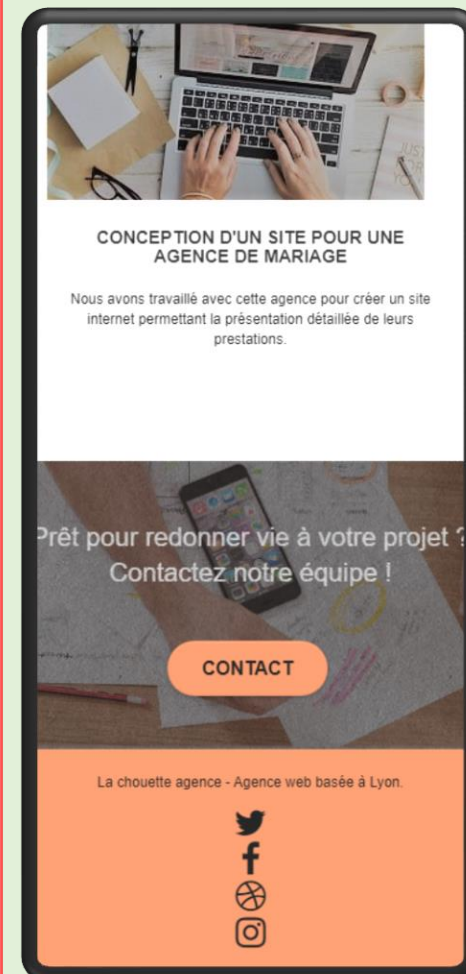 CONCEPTION D'UN SITE POUR UNE
AGENCE DE MARIAGE
Nous avons travaillé avec cette agence pour créer un site
internet permettant la présentation détaillée de leurs
prestations.
Prêt pour redonner vie à votre projet ?
Contactez notre équipe !
CONTACT
La chouette agence - Agence web basée à Lyon.